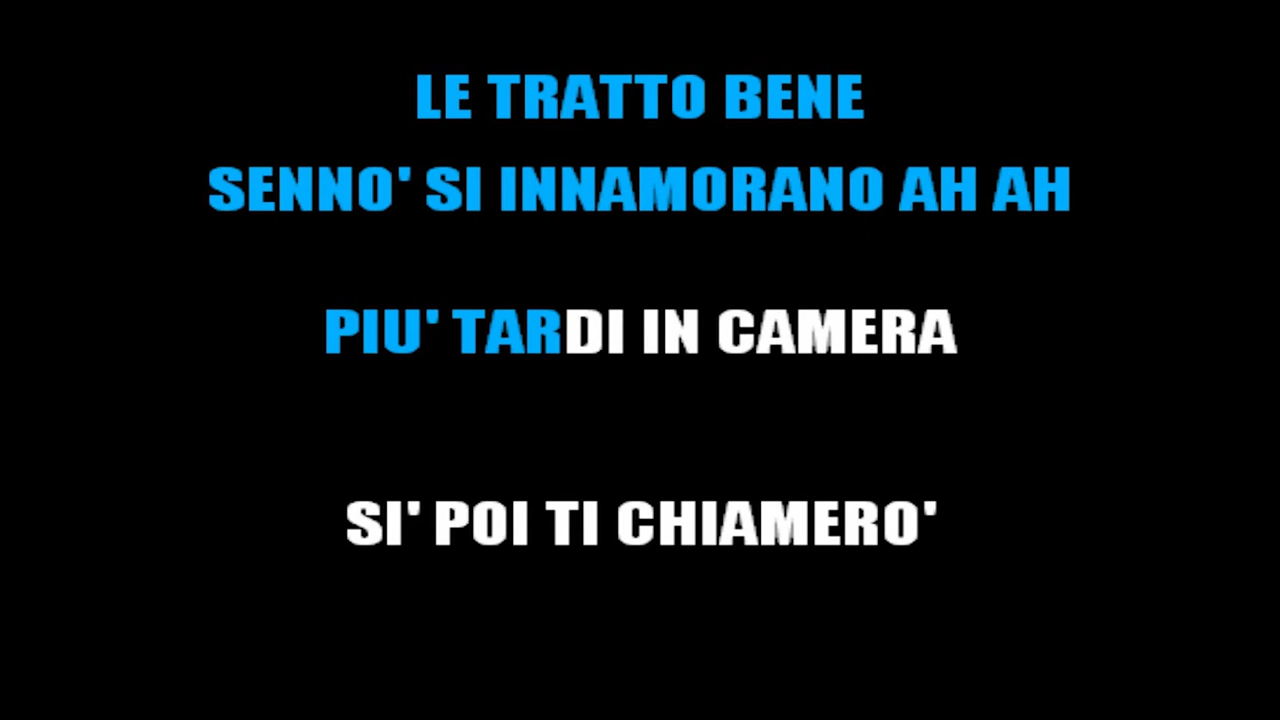 LE TRATTO BENE
SENNO' SI INNAMORANO AH AH
PIU' TARDI IN CAMERA
SI' POI TI CHIAMERO'